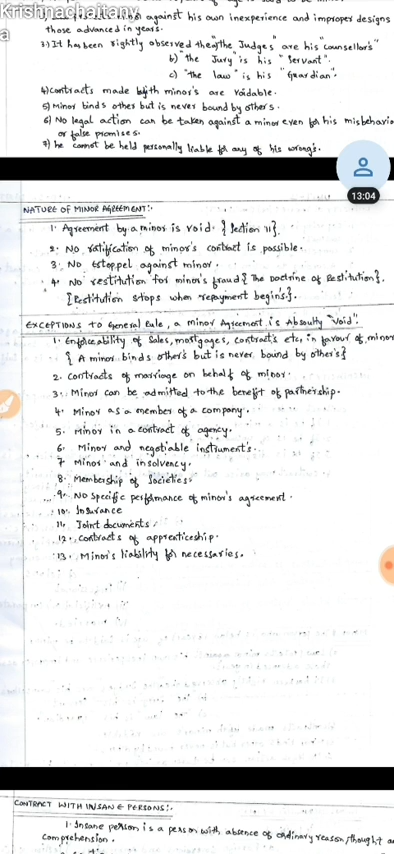 Krishnachaitany
a
against his own inexperience and improper designs
those advanced in years.
3) It has been rightly observed that "the Judges" are his "counsellors"
b) "the Jury" is his "Servant".
c) "the law" is his "Guardian".
4) contracts made with minor's are voidable.
5) Minor binds other but is never bound by other's.
6) No legal action can be taken against a minor even for his misbehavio
or false promises.
7) he cannot be held personally liable for any of his wrong's.
13:04
NATURE OF MINOR AGREEMENT:-
1. Agreement by a minor is void. { Section 11}.
2. No ratification of minor's contract is possible.
3. No Estoppel against minor.
4. No restitution for minor's fraud { The Doctrine of Restitution}.
[Restitution stops when "repayment begin's.}.
EXCEPTIONS to General Rule, a minor Agreement is Absoulty "Void".
1. Enforceability of Sales, mortgages, contract's etc, in favour of minor
{ A minor binds other's but is never bound by other's}
2. contracts of marriage on behalf of minor.
3. Minor can be admitted to the benefit of partnership.
4. Minor as a member of a company.
5. Minor in a contract of agency.
6. Minor and negotiable instrument's.
7. Minor and insolvency.
8. Membership of Societies.
9. No specific performance of minor's agreement.
10. Insurance
11. Joint documents.
12. contracts of apprenticeship.
13. Minor's liability for necessaries.
CONTRACT WITH INSANE PERSONS:-
1. Insane person is a person with absence of ordinary reason, thought a
comprehension.